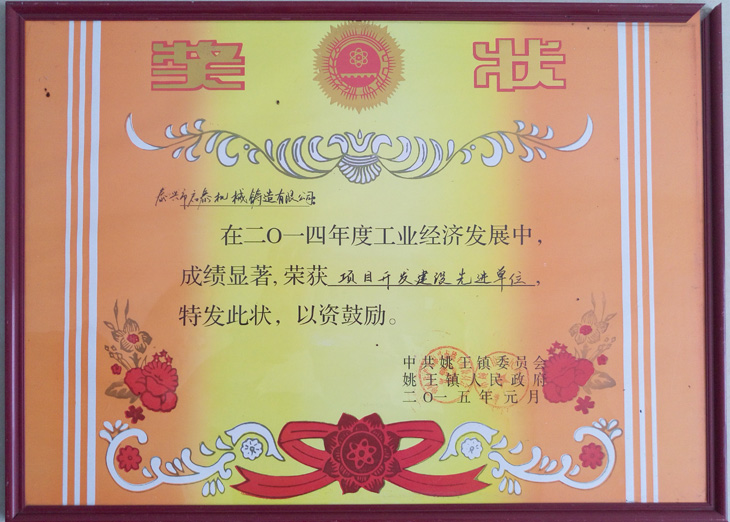 奖状
泰兴市宏泰机械铸造有限公司
在二O一四年度工业经济发展中，
成绩显著，荣获 项目开发建设先进单位，
特发此状，以资鼓励。
中共姚王镇委员会
姚王镇人民政府
二O一五年元月